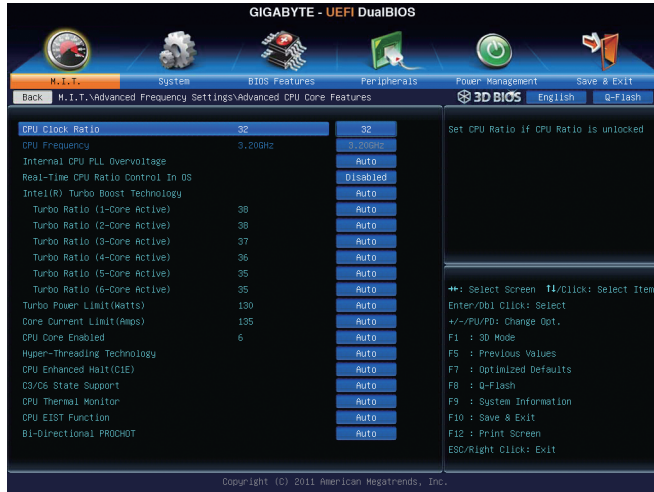 GIGABYTE - UEFI DualBIOS
M.I.T. System BIOS Features Peripherals Power Management Save & Exit
Back M.I.T.\Advanced Frequency Settings\Advanced CPU Core Features 3D BIOS English Q-Flash
CPU Clock Ratio 32 32
CPU Frequency 3.20GHz 3.20GHz
Internal CPU PLL Overvoltage Auto
Real-Time CPU Ratio Control In OS Disabled
Intel(R) Turbo Boost Technology Auto
Turbo Ratio (1-Core Active) 38 Auto
Turbo Ratio (2-Core Active) 38 Auto
Turbo Ratio (3-Core Active) 37 Auto
Turbo Ratio (4-Core Active) 36 Auto
Turbo Ratio (5-Core Active) 35 Auto
Turbo Ratio (6-Core Active) 35 Auto
Turbo Power Limit(Watts) 130 Auto
Core Current Limit(Amps) 135 Auto
CPU Core Enabled 6 Auto
Hyper-Threading Technology Auto
CPU Enhanced Halt(C1E) Auto
C3/C6 State Support Auto
CPU Thermal Monitor Auto
CPU EIST Function Auto
Bi-Directional PROCHOT Auto
Set CPU Ratio if CPU Ratio is unlocked
→←: Select Screen ↑↓/Click: Select Item
Enter/Dbl Click: Select
+/-/PU/PD: Change Opt.
F1 : 3D Mode
F5 : Previous Values
F7 : Optimized Defaults
F8 : Q-Flash
F9 : System Information
F10 : Save & Exit
F12 : Print Screen
ESC/Right Click: Exit
Copyright (C) 2011 American Megatrends, Inc.